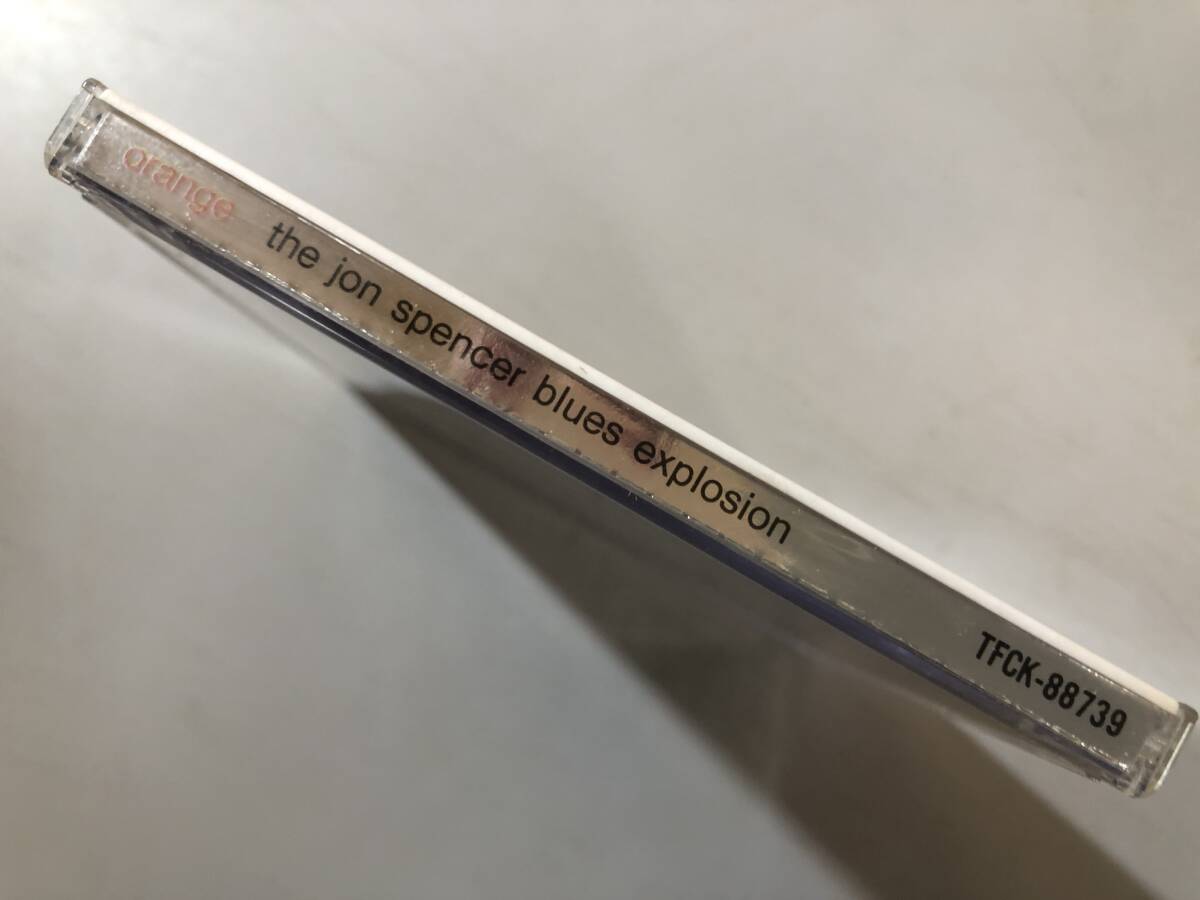 orange the jon spencer blues explosion TFCK-88739